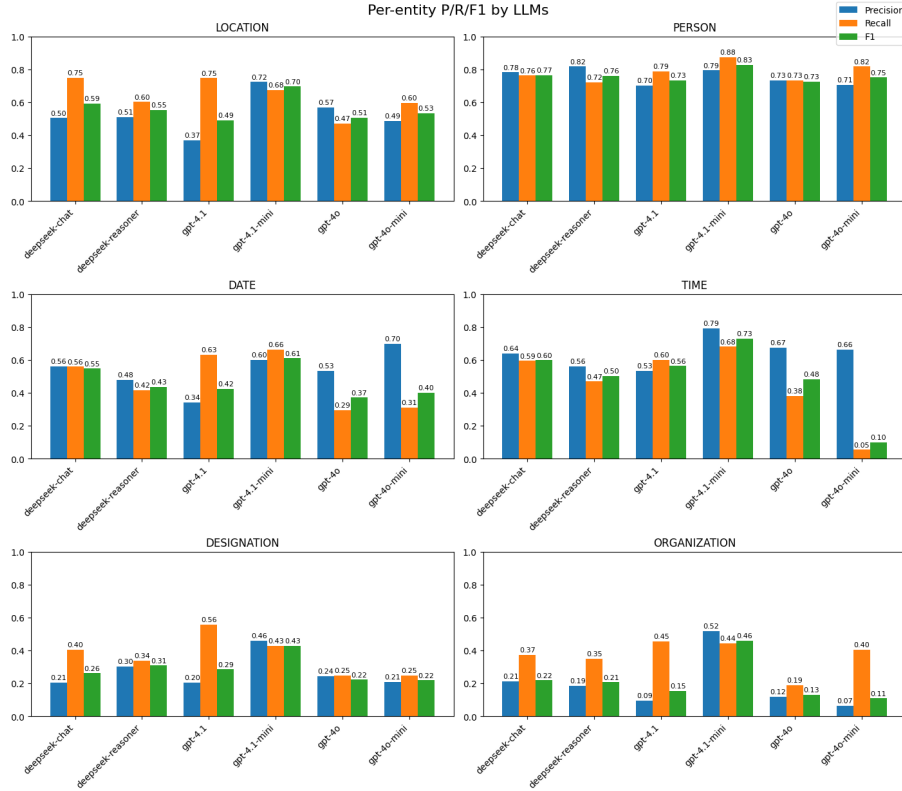 Per-entity P/R/F1 by LLMs
Precision
Recall
F1
LOCATION
1.0
0.8
0.6
0.4
0.2
0.0
0.50 0.75 0.59
0.51 0.60 0.55
0.37 0.75 0.49
0.72 0.68 0.70
0.57 0.47 0.51
0.49 0.60 0.53
deepseek-chat
deepseek-reasoner
gpt-4.1
gpt-4.1-mini
gpt-4o
gpt-4o-mini
PERSON
1.0
0.8
0.6
0.4
0.2
0.0
0.78 0.76 0.77
0.82 0.72 0.76
0.70 0.79 0.73
0.79 0.88 0.83
0.73 0.73 0.73
0.71 0.82 0.75
deepseek-chat
deepseek-reasoner
gpt-4.1
gpt-4.1-mini
gpt-4o
gpt-4o-mini
DATE
1.0
0.8
0.6
0.4
0.2
0.0
0.56 0.56 0.55
0.48 0.42 0.43
0.34 0.63 0.42
0.60 0.66 0.61
0.53 0.29 0.37
0.70 0.31 0.40
deepseek-chat
deepseek-reasoner
gpt-4.1
gpt-4.1-mini
gpt-4o
gpt-4o-mini
TIME
1.0
0.8
0.6
0.4
0.2
0.0
0.64 0.59 0.60
0.56 0.47 0.50
0.53 0.60 0.56
0.79 0.68 0.73
0.67 0.38 0.48
0.66 0.05 0.10
deepseek-chat
deepseek-reasoner
gpt-4.1
gpt-4.1-mini
gpt-4o
gpt-4o-mini
DESIGNATION
1.0
0.8
0.6
0.4
0.2
0.0
0.21 0.40 0.26
0.30 0.34 0.31
0.20 0.56 0.29
0.46 0.43 0.43
0.24 0.25 0.22
0.21 0.25 0.22
deepseek-chat
deepseek-reasoner
gpt-4.1
gpt-4.1-mini
gpt-4o
gpt-4o-mini
ORGANIZATION
1.0
0.8
0.6
0.4
0.2
0.0
0.21 0.37 0.22
0.19 0.35 0.21
0.09 0.45 0.15
0.52 0.44 0.46
0.12 0.19 0.13
0.07 0.40 0.11
deepseek-chat
deepseek-reasoner
gpt-4.1
gpt-4.1-mini
gpt-4o
gpt-4o-mini